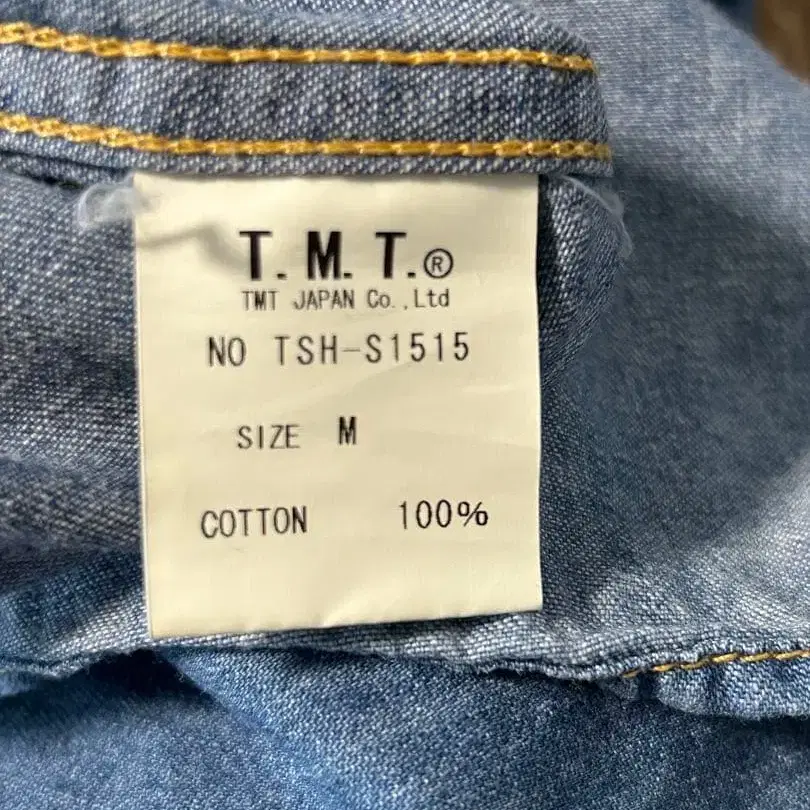 T. M. T.®
TMT JAPAN Co.,Ltd
NO TSH-S1515
SIZE M
COTTON 100%